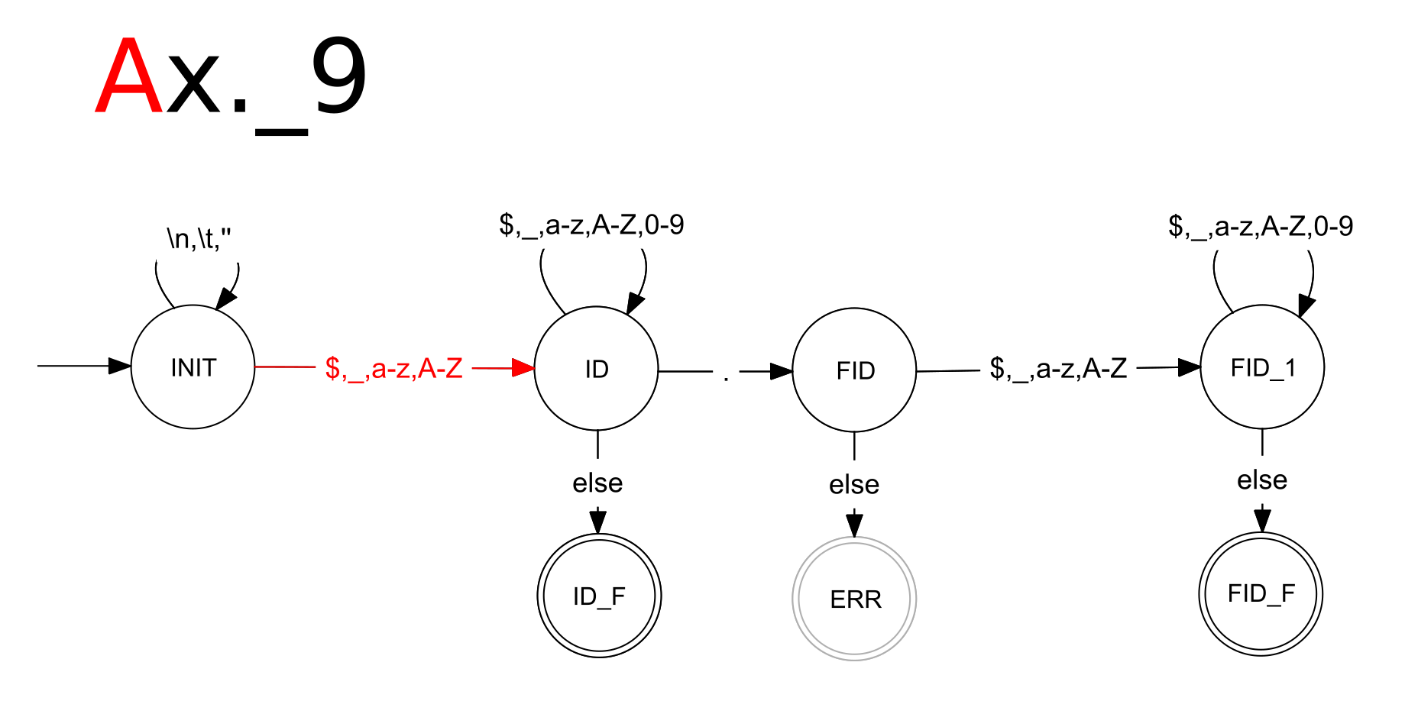 Ax._9
\n,\t,"
$,_,a-z,A-Z,0-9
$,_,a-z,A-Z,0-9
INIT
$,_,a-z,A-Z
ID
.
FID
$,_,a-z,A-Z
FID_1
else
else
else
ID_F
ERR
FID_F